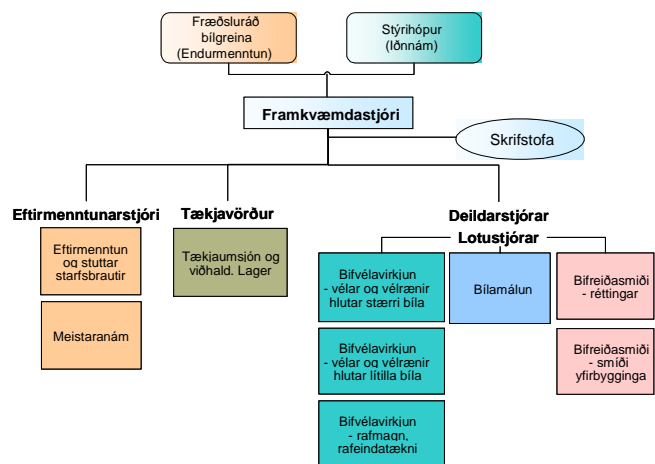 Fræðsluráð
bílgreina
(Endurmenntun)
Stýrihópur
(Iðnnám)
Framkvæmdastjóri
Skrifstofa
Eftirmenntunarstjóri
Tækjavörður
Deildarstjórar
Lotustjórar
Eftirmenntun
og stuttar
starfsbrautir
Meistaranám
Tækjaumsjón og
viðhald. Lager
Bifvélavirkjun
- vélar og vélrænir
hlutar stærri bíla
Bifvélavirkjun
- vélar og vélrænir
hlutar lítilla bíla
Bifvélavirkjun
- rafmagn,
rafeindatækni
Bílamálun
Bifreiðasmiði
- réttingar
Bifreiðasmiði
- smíði
yfirbygginga